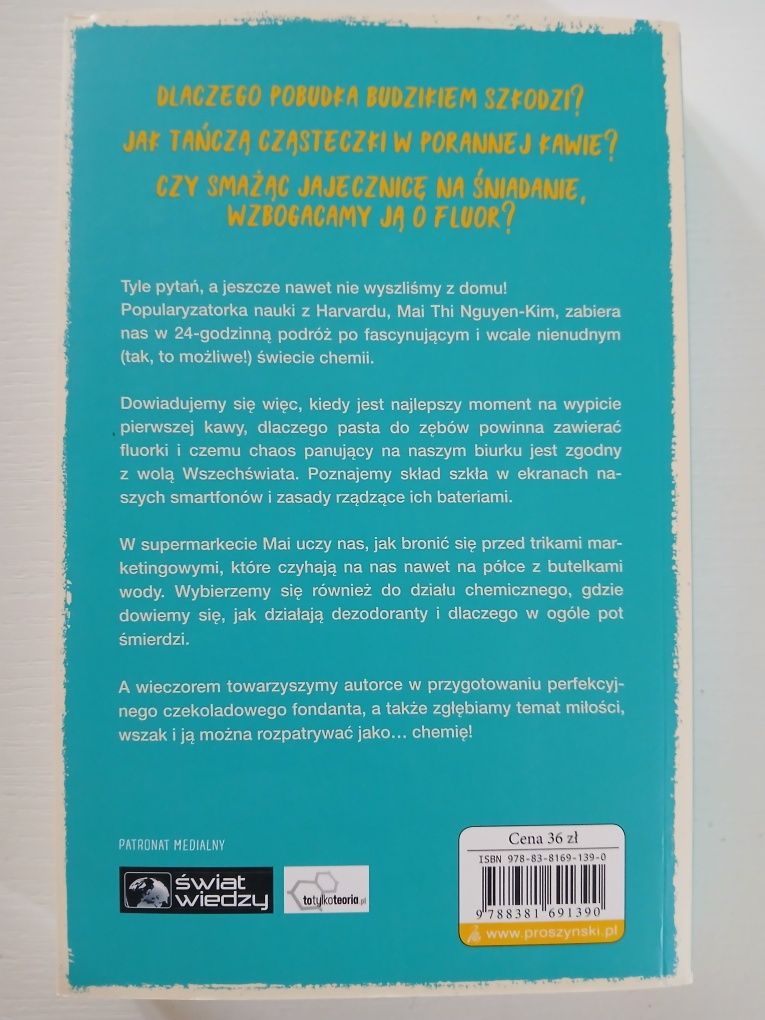 DLACZEGO POBUDKA BUDZIKIEM SZKODZI?
JAK TAŃCZĄ CZĄSTECZKI W PORANNEJ KAWIE?
CZY SMAŻĄC JAJECZNICĘ NA ŚNIADANIE,
WZBOGACAMY JĄ O FLUOR?
Tyle pytań, a jeszcze nawet nie wyszliśmy z domu!
Popularyzatorka nauki z Harvardu, Mai Thi Nguyen-Kim, zabiera
nas w 24-godzinną podróż po fascynującym i wcale nienudnym
(tak, to możliwe!) świecie chemii.
Dowiadujemy się więc, kiedy jest najlepszy moment na wypicie
pierwszej kawy, dlaczego pasta do zębów powinna zawierać
fluorki i czemu chaos panujący na naszym biurku jest zgodny
z wolą Wszechświata. Poznajemy skład szkła w ekranach na-
szych smartfonów i zasady rządzące ich bateriami.
W supermarkecie Mai uczy nas, jak bronić się przed trikami mar-
ketingowymi, które czyhają na nas nawet na półce z butelkami
wody. Wybierzemy się również do działu chemicznego, gdzie
dowiemy się, jak działają dezodoranty i dlaczego w ogóle pot
śmierdzi.
A wieczorem towarzyszymy autorce w przygotowaniu perfekcyj-
nego czekoladowego fondanta, a także zgłębiamy temat miłości,
wszak i ją można rozpatrywać jako... chemię!
PATRONAT MEDIALNY
świat
wiedzy
totylkoteoria.pl
Cena 36 zł
ISBN 978-83-8169-139-0
9 788381 691390
www.proszynski.pl